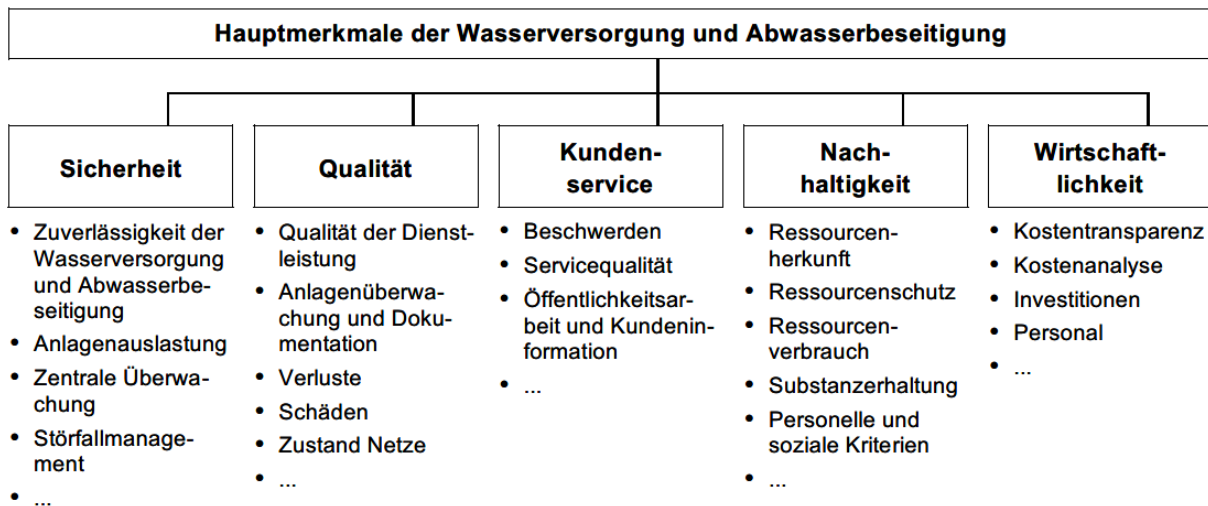 Hauptmerkmale der Wasserversorgung und Abwasserbeseitigung
Sicherheit
• Zuverlässigkeit der
Wasserversorgung
und Abwasserbe-
seitigung
• Anlagenauslastung
• Zentrale Überwa-
chung
• Störfallmanage-
ment
• ...
Qualität
• Qualität der Dienst-
leistung
• Anlagenüberwa-
chung und Doku-
mentation
• Verluste
• Schäden
• Zustand Netze
• ...
Kunden-
service
• Beschwerden
• Servicequalität
• Öffentlichkeitsar-
beit und Kundenin-
formation
• ...
Nach-
haltigkeit
• Ressourcen-
herkunft
• Ressourcenschutz
• Ressourcen-
verbrauch
• Substanzerhaltung
• Personelle und
soziale Kriterien
• ...
Wirtschaft-
lichkeit
• Kostentransparenz
• Kostenanalyse
• Investitionen
• Personal
• ...